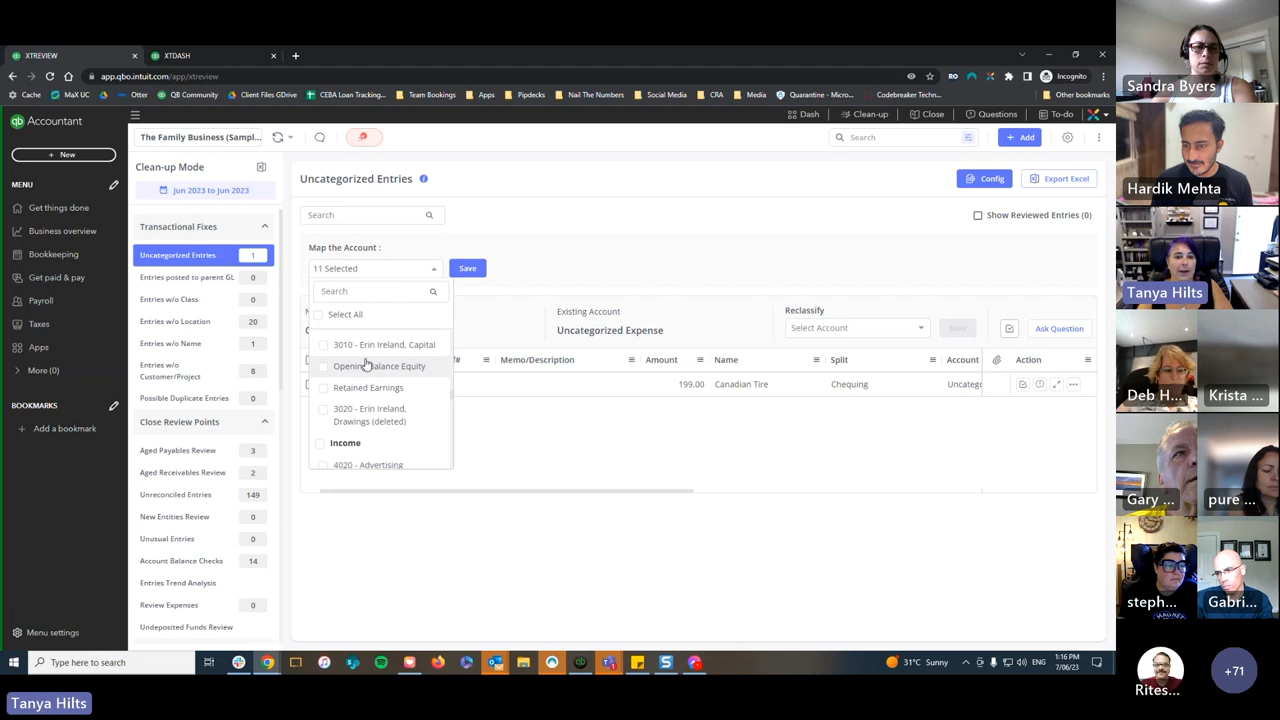 XTREVIEW
XTDASH
app.qbo.intuit.com/app/xtreview
Incognito
Cache
MaX UC
Otter
QB Community
Client Files GDrive
CEBA Loan Tracking...
Team Bookings
Apps
Pipdecks
Nail The Numbers
Social Media
CRA
Media
Quarantine - Micros...
Codebreaker Techn...
Other bookmarks
qb Accountant
Dash
Clean-up
Close
Questions
To-do
+ New
The Family Business (Sampl...
Search
+ Add
MENU
Get things done
Business overview
Bookkeeping
Get paid & pay
Payroll
Taxes
Apps
More (0)
BOOKMARKS
+ Add a bookmark
Menu settings
Clean-up Mode
Jun 2023 to Jun 2023
Transactional Fixes
Uncategorized Entries 1
Entries posted to parent GL 0
Entries w/o Class 0
Entries w/o Location 20
Entries w/o Name 1
Entries w/o
Customer/Project 8
Possible Duplicate Entries 0
Close Review Points
Aged Payables Review 3
Aged Receivables Review 2
Unreconciled Entries 149
New Entities Review 0
Unusual Entries 0
Account Balance Checks 14
Entries Trend Analysis
Review Expenses 0
Undeposited Funds Review
Uncategorized Entries
Config
Export Excel
Search
Show Reviewed Entries (0)
Map the Account :
11 Selected
Save
Search
Select All
3010 - Erin Ireland, Capital
Opening Balance Equity
Retained Earnings
3020 - Erin Ireland,
Drawings (deleted)
Income
4020 - Advertising
Existing Account
Uncategorized Expense
Reclassify
Select Account
Save
Ask Question
Memo/Description
Amount
Name
Split
Account
Action
199.00
Canadian Tire
Chequing
Uncateg
Type here to search
31°C Sunny
ENG
1:16 PM
7/06/23
Tanya Hilts
Sandra Byers
Hardik Mehta
Tanya Hilts
Deb H...
Krista ...
Gary ...
pure ...
steph...
Gabri...
Rites...
+71